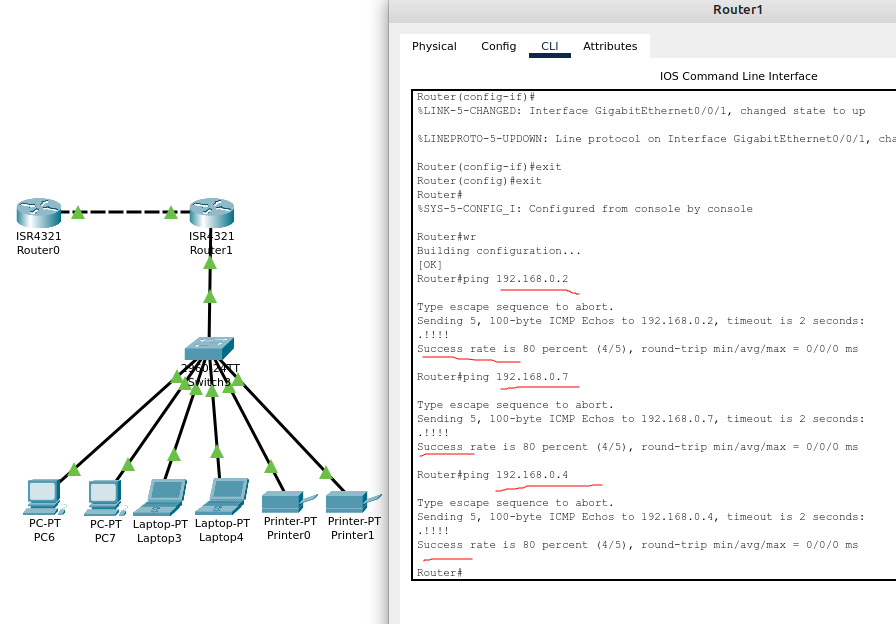 Router1
Physical Config CLI Attributes
IOS Command Line Interface
Router(config-if)#
%LINK-5-CHANGED: Interface GigabitEthernet0/0/1, changed state to up
%LINEPROTO-5-UPDOWN: Line protocol on Interface GigabitEthernet0/0/1,
Router(config-if)#exit
Router(config)#exit
Router#
%SYS-5-CONFIG_I: Configured from console by console
Router#wr
Building configuration...
[OK]
Router#ping 192.168.0.2
Type escape sequence to abort.
Sending 5, 100-byte ICMP Echos to 192.168.0.2, timeout is 2 seconds:
.!!!!
Success rate is 80 percent (4/5), round-trip min/avg/max = 0/0/0 ms
Router#ping 192.168.0.7
Type escape sequence to abort.
Sending 5, 100-byte ICMP Echos to 192.168.0.7, timeout is 2 seconds:
.!!!!
Success rate is 80 percent (4/5), round-trip min/avg/max = 0/0/0 ms
Router#ping 192.168.0.4
Type escape sequence to abort.
Sending 5, 100-byte ICMP Echos to 192.168.0.4, timeout is 2 seconds:
.!!!!
Success rate is 80 percent (4/5), round-trip min/avg/max = 0/0/0 ms
Router#
ISR4321
Router0
ISR4321
Router1
2960-24TT
PC-PT
PC6
PC-PT
PC7
Laptop-PT
Laptop3
Laptop-PT
Laptop4
Printer-PT
Printer0
Printer-PT
Printer1